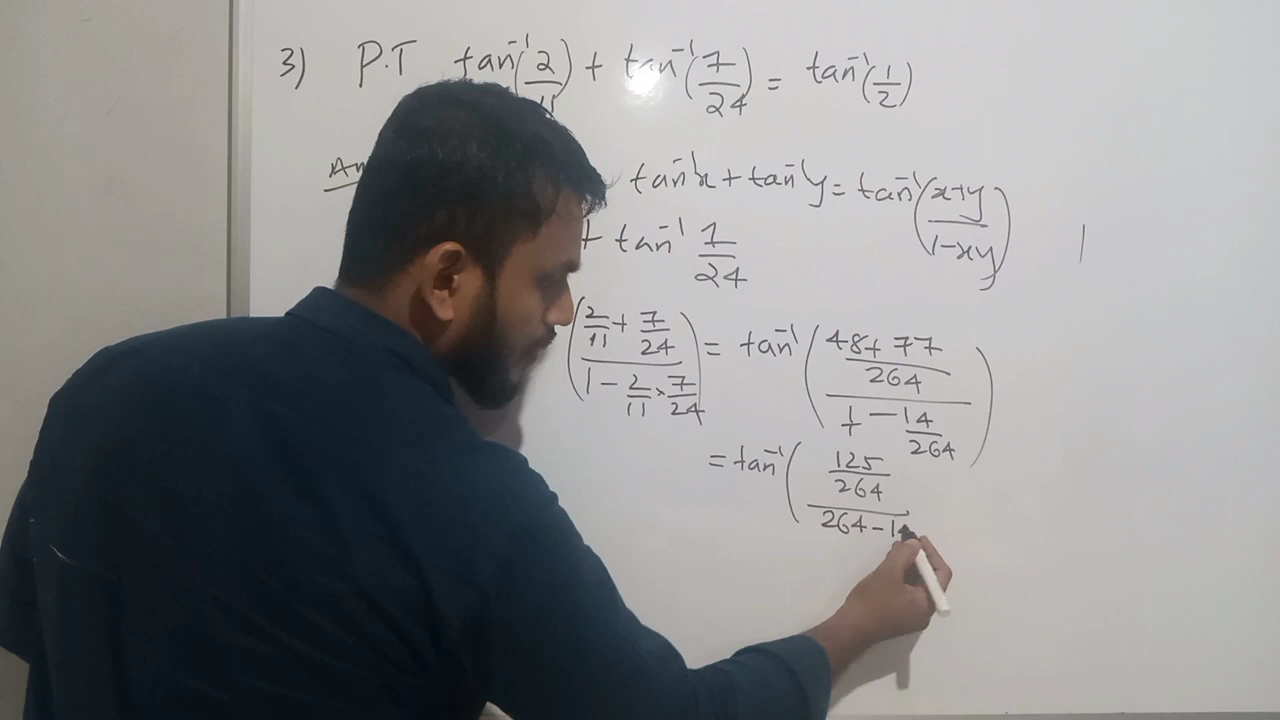 3) P.T tan⁻¹(2/11) + tan⁻¹(7/24) = tan⁻¹(1/2)
tan⁻¹x + tan⁻¹y = tan⁻¹((x+y)/(1-xy))
+ tan⁻¹ 7/24
((2/11 + 7/24)/(1 - 2/11 × 7/24)) = tan⁻¹(((48+77)/264)/(1/1 - 14/264))
= tan⁻¹((125/264)/(264-14